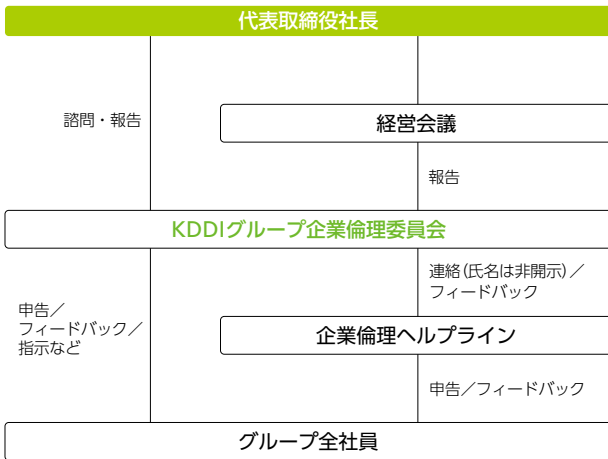 代表取締役社長
諮問・報告
経営会議
報告
KDDIグループ企業倫理委員会
連絡(氏名は非開示)／
フィードバック
申告／
フィードバック／
指示など
企業倫理ヘルプライン
申告／フィードバック
グループ全社員